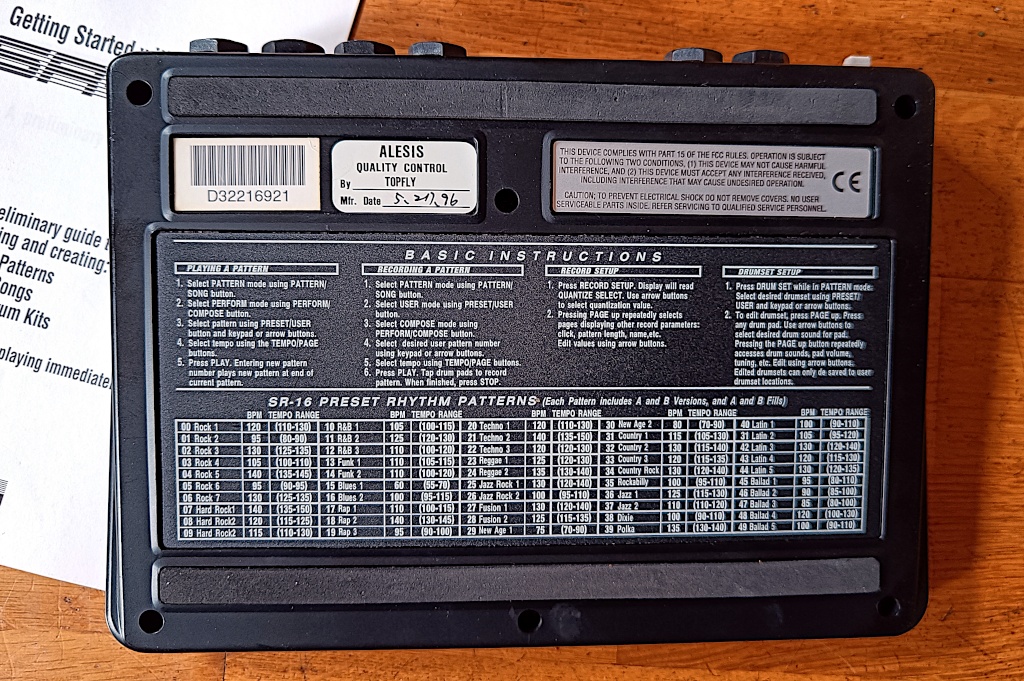 Getting Started
A preliminary
preliminary guide
ing and creating:
Patterns
ongs
um Kits
playing immediate
D32216921
ALESIS
QUALITY CONTROL
By TOPFLY
Mfr. Date 5.21.96
THIS DEVICE COMPLIES WITH PART 15 OF THE FCC RULES. OPERATION IS SUBJECT
TO THE FOLLOWING TWO CONDITIONS, (1) THIS DEVICE MAY NOT CAUSE HARMFUL
INTERFERENCE, AND (2) THIS DEVICE MUST ACCEPT ANY INTERFERENCE RECEIVED,
INCLUDING INTERFERENCE THAT MAY CAUSE UNDESIRED OPERATION.
CAUTION: TO PREVENT ELECTRICAL SHOCK DO NOT REMOVE COVERS. NO USER
SERVICEABLE PARTS INSIDE. REFER SERVICING TO QUALIFIED SERVICE PERSONNEL.
CE
BASIC INSTRUCTIONS
PLAYING A PATTERN
1. Select PATTERN mode using PATTERN/
SONG button.
2. Select PERFORM mode using PERFORM/
COMPOSE button.
3. Select pattern using PRESET/USER
button and keypad or arrow buttons.
4. Select tempo using the TEMPO/PAGE
buttons.
5. Press PLAY. Entering new pattern
number plays new pattern at end of
current pattern.
RECORDING A PATTERN
1. Select PATTERN mode using PATTERN/
SONG button.
2. Select USER mode using PRESET/USER
button.
3. Select COMPOSE mode using
PERFORM/COMPOSE button.
4. Select desired user pattern number
using keypad or arrow buttons.
5. Select tempo using TEMPO/PAGE buttons.
6. Press PLAY. Tap drum pads to record
pattern. When finished, press STOP.
RECORD SETUP
1. Press RECORD SETUP. Display will read
QUANTIZE SELECT. Use arrow buttons
to select quantization value.
2. Pressing PAGE UP repeatedly selects
pages displaying other record parameters:
click, pattern length, name,etc.
Edit values using arrow buttons.
DRUMSET SETUP
1. Press DRUM SET while in PATTERN mode.
Select desired drumset using PRESET/
USER and keypad or arrow buttons.
2. To edit drumset, press PAGE UP. Press
any drum pad. Use arrow buttons to
select desired drum sound for pad.
Pressing the PAGE UP button repeatedly
accesses drum sounds, pad volume,
tuning, etc. Edit using arrow buttons.
Edited drumsets can only be saved to user
drumset locations.
SR-16 PRESET RHYTHM PATTERNS (Each Pattern includes A and B Versions, and A and B Fills)
BPM TEMPO RANGE BPM TEMPO RANGE BPM TEMPO RANGE BPM TEMPO RANGE BPM TEMPO RANGE
00 Rock 1 120 (110-130) 10 R&B 1 105 (100-115) 20 Techno 1 120 (110-130) 30 New Age 2 80 (70-90) 40 Latin 1 100 (90-110)
01 Rock 2 95 (80-90) 11 R&B 2 125 (120-130) 21 Techno 2 140 (135-150) 31 Country 1 115 (105-130) 41 Latin 2 105 (95-120)
02 Rock 3 130 (125-135) 12 R&B 3 110 (100-120) 22 Techno 3 110 (100-130) 32 Country 2 130 (120-140) 42 Latin 3 130 (120-140)
03 Rock 4 105 (100-110) 13 Funk 1 110 (105-115) 23 Reggae 1 125 (115-135) 33 Country 3 120 (115-135) 43 Latin 4 120 (115-130)
04 Rock 5 140 (135-145) 14 Funk 2 110 (100-120) 24 Reggae 2 135 (130-140) 34 Country Rock 130 (120-140) 44 Latin 5 130 (120-135)
05 Rock 6 95 (90-95) 15 Blues 1 60 (55-70) 25 Jazz Rock 1 130 (120-140) 35 Rockabilly 100 (95-110) 45 Ballad 1 95 (80-110)
06 Rock 7 130 (125-135) 16 Blues 2 100 (95-115) 26 Jazz Rock 2 100 (95-110) 36 Jazz 1 125 (115-130) 46 Ballad 2 90 (85-100)
07 Hard Rock1 140 (135-150) 17 Rap 1 110 (100-115) 27 Fusion 1 130 (120-140) 37 Jazz 2 110 (110-120) 47 Ballad 3 95 (80-110)
08 Hard Rock2 120 (115-125) 18 Rap 2 140 (130-145) 28 Fusion 2 125 (115-135) 38 Dixie 100 (90-110) 48 Ballad 4 120 (110-130)
09 Hard Rock2 115 (110-130) 19 Rap 3 95 (90-100) 29 New Age 1 75 (70-90) 39 Polka 135 (130-140) 49 Ballad 5 100 (90-110)